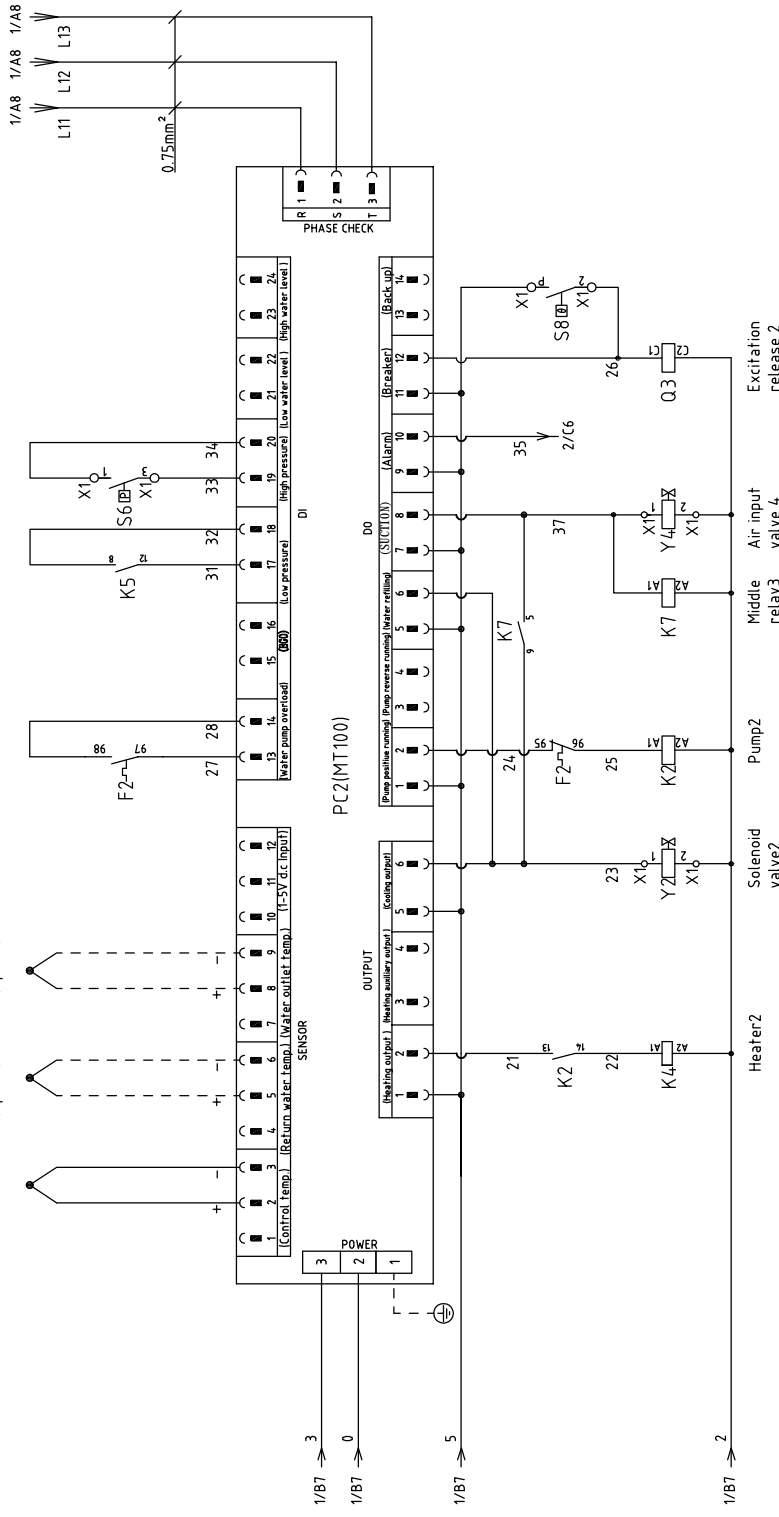 1/A8
L13
1/A8
L12
1/A8
L11
0.75mm²
R 1
S 2
T 3
PHASE CHECK
X1
1
S6
P
3
X1
K5
8
12
F2
98
97
34
33
32
31
28
27
24
23
(High water level)
22
21
(Low water level)
20
19
(High pressure)
18
17
(Low pressure)
16
15
14
13
(Water pump overload)
DI
12
11
10
(1-5V d.c input)
9
8
7
(Water outlet temp.)
6
5
4
(Return water temp.)
3
2
1
(Control temp.)
SENSOR
+
-
+
-
+
-
PC2(MT100)
POWER
3
2
1
OUTPUT
(Heating output)
1
2
(Heating auxiliary output)
3
4
(Cooling output)
5
6
DO
(Pump positiue running)
1
2
(Pump reverse running)
3
4
(Water refilling)
5
6
(SUCTION)
7
8
(Alarm)
9
10
(Breaker)
11
12
(Back up)
13
14
1/B7
3
1/B7
0
1/B7
5
1/B7
2
21
K2
13
14
22
K4
A1
A2
Heater2
23
X1
1
Y2
2
X1
Solenoid
valve2
24
F2
95
96
25
K2
A1
A2
Pump2
K7
9
5
K7
A1
A2
Middle
relay3
37
X1
1
Y4
2
X1
Air input
valve 4
35
2/C6
26
Q3
C1
C2
Excitation
release 2
X1
P
S8
θ
2
X1